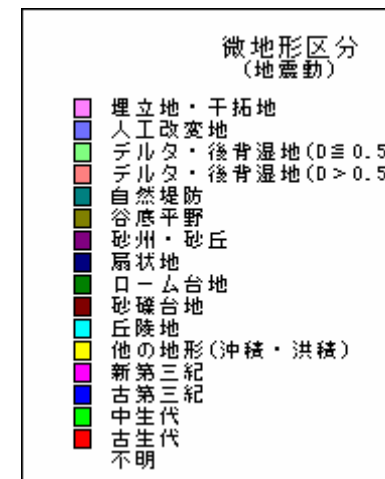 微地形区分
(地震動)
埋立地・干拓地
人工改変地
デルタ・後背湿地(D≦0.5
デルタ・後背湿地(D>0.5
自然堤防
谷底平野
砂州・砂丘
扇状地
ローム台地
砂礫台地
丘陵地
他の地形(沖積・洪積)
新第三紀
古第三紀
中生代
古生代
不明